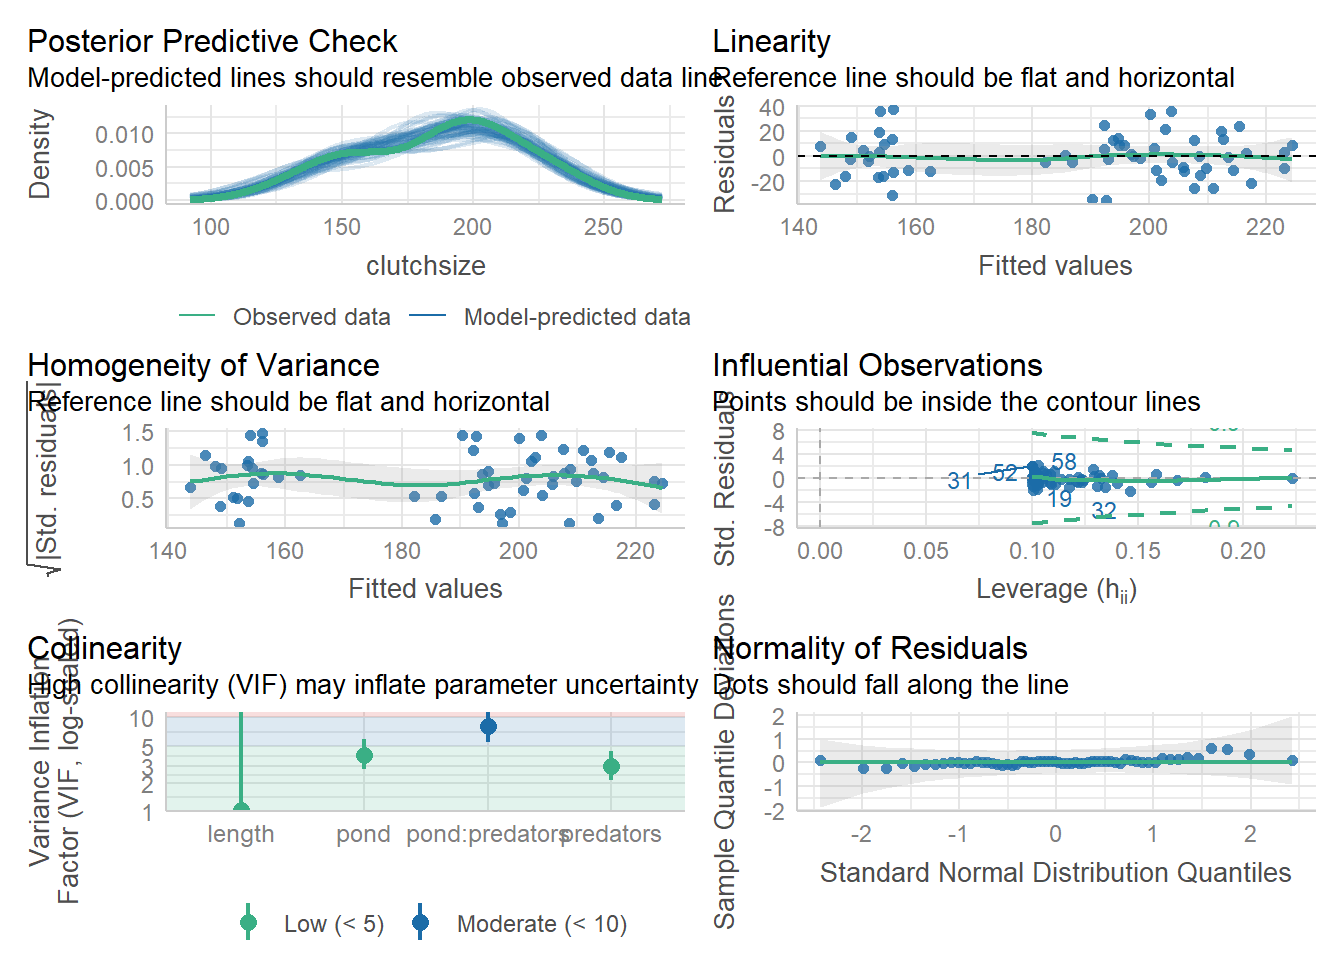 Posterior Predictive Check
Model-predicted lines should resemble observed data line
Density
0.010
0.005
0.000
100 150 200 250
clutchsize
Observed data Model-predicted data
Linearity
Reference line should be flat and horizontal
Residuals
40
20
0
-20
140 160 180 200 220
Fitted values
Homogeneity of Variance
Reference line should be flat and horizontal
√|Std. residuals|
1.5
1.0
0.5
140 160 180 200 220
Fitted values
Influential Observations
Points should be inside the contour lines
Std. Residuals
8
4
0
-4
-8
58
52
31
19
32
0.00 0.05 0.10 0.15 0.20
Leverage (hii)
Collinearity
High collinearity (VIF) may inflate parameter uncertainty
Variance Inflation
Factor (VIF, log-scaled)
10
5
3
2
1
length pond pond:predators predators
Low (< 5) Moderate (< 10)
Normality of Residuals
Dots should fall along the line
Sample Quantile Deviations
2
1
0
-1
-2
-2 -1 0 1 2
Standard Normal Distribution Quantiles